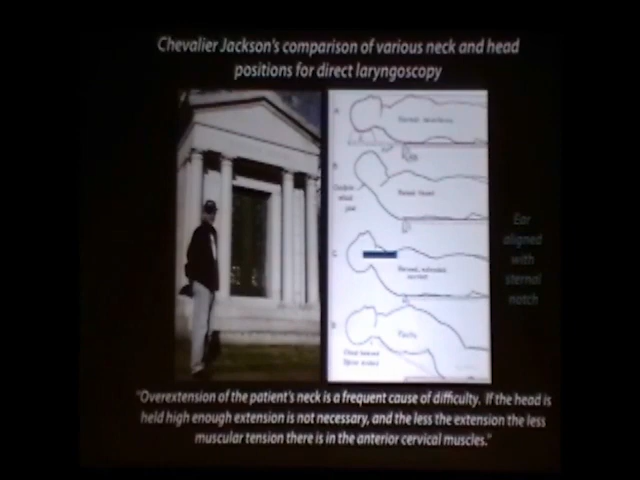 Chevalier Jackson's comparison of various neck and head
positions for direct laryngoscopy
A
B
Ear
aligned
with
sternal
notch
"Overextension of the patient's neck is a frequent cause of difficulty. If the head is
held high enough extension is not necessary, and the less the extension the less
muscular tension there is in the anterior cervical muscles."